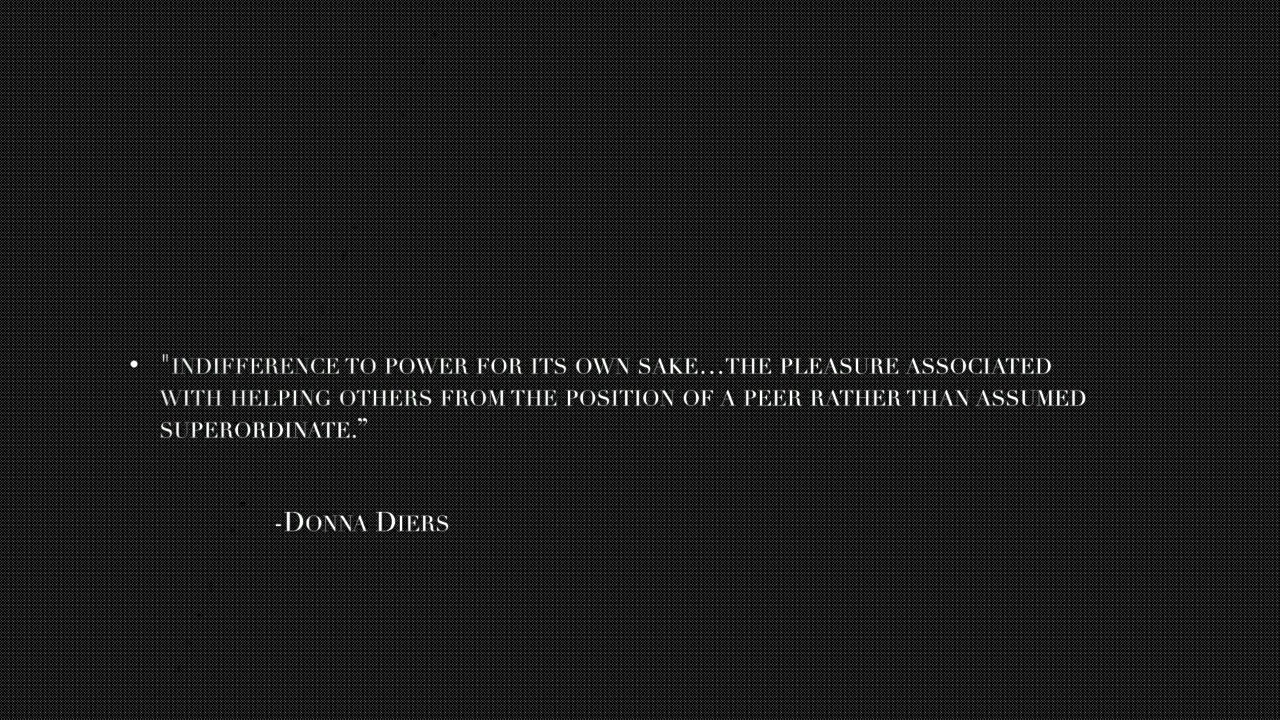 • "indifference to power for its own sake…the pleasure associated
with helping others from the position of a peer rather than assumed
superordinate.”
-Donna Diers